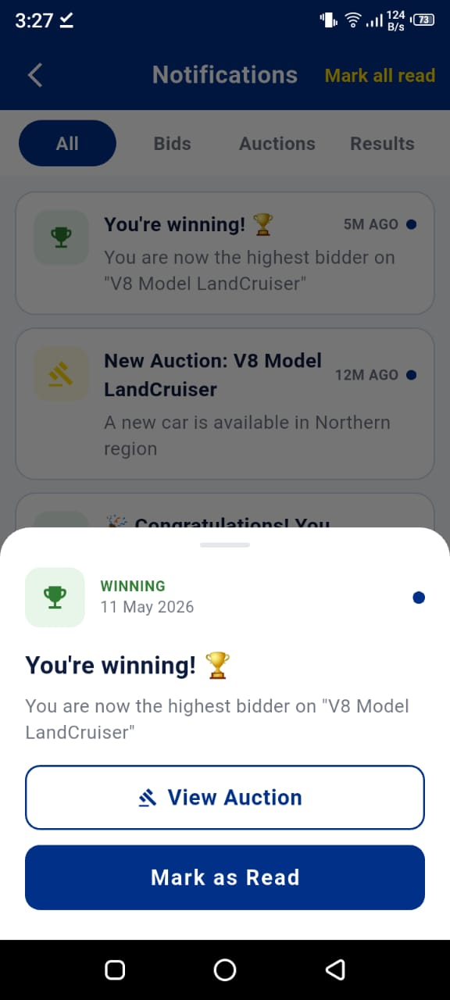 3:27
124
B/s
73
Notifications
Mark all read
All
Bids
Auctions
Results
You're winning! 🏆
5M AGO
You are now the highest bidder on
"V8 Model LandCruiser"
New Auction: V8 Model
LandCruiser
12M AGO
A new car is available in Northern
region
🎉 Congratulations! You
WINNING
11 May 2026
You're winning! 🏆
You are now the highest bidder on "V8 Model
LandCruiser"
View Auction
Mark as Read